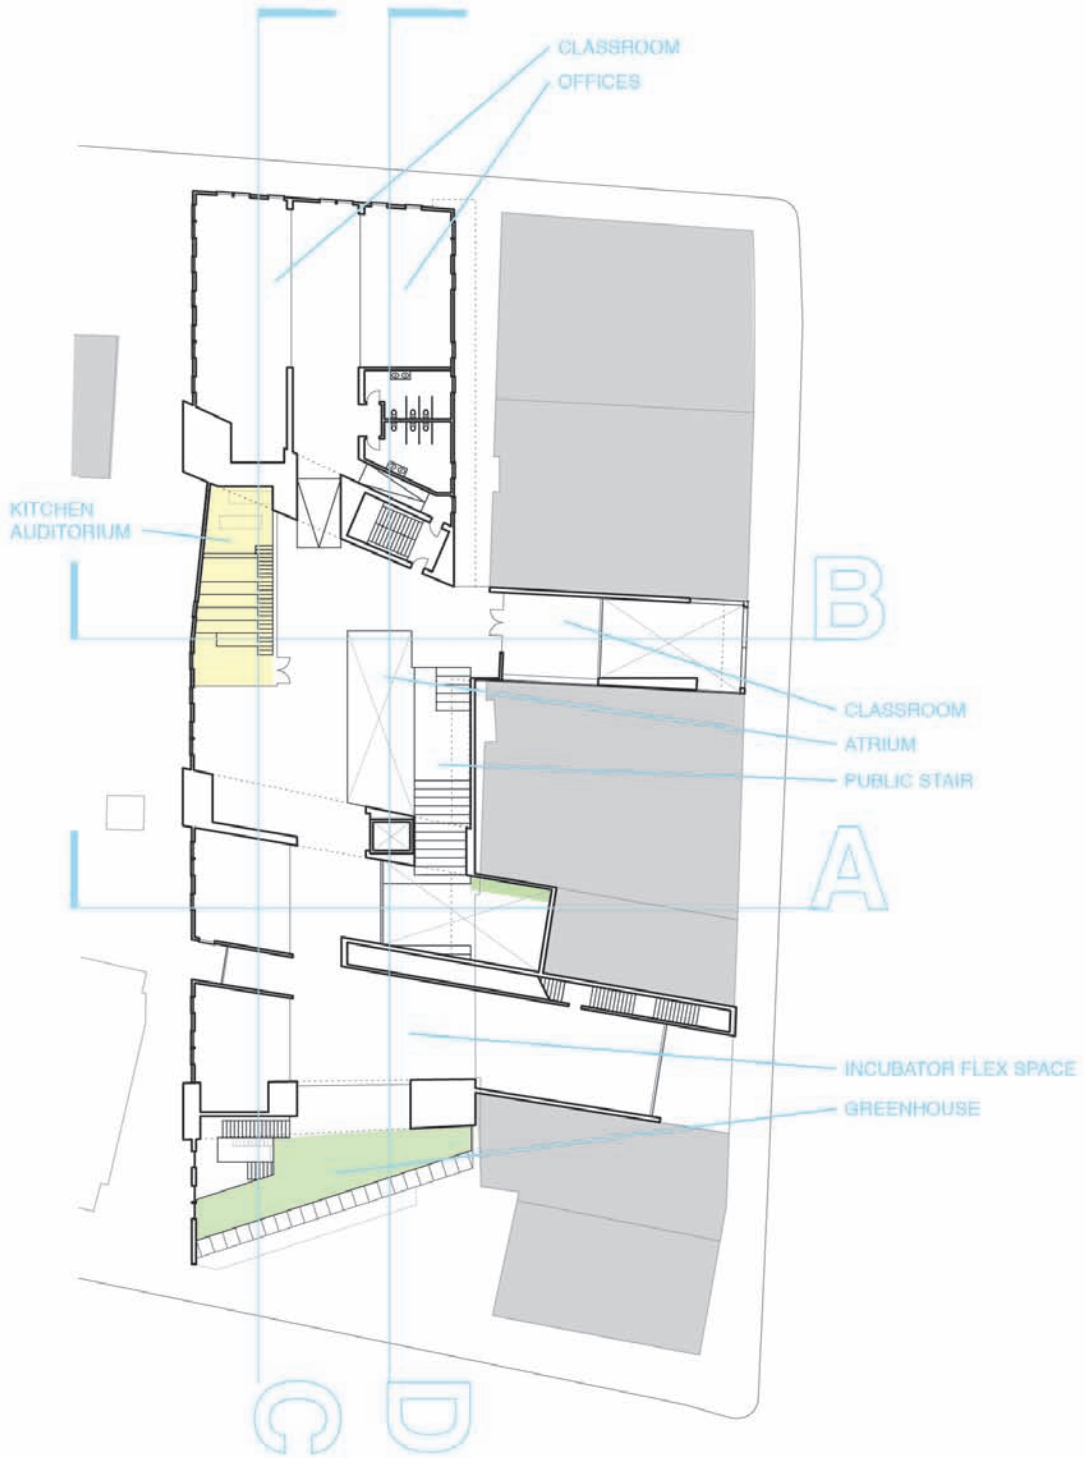 CLASSROOM
OFFICES
KITCHEN
AUDITORIUM
B
CLASSROOM
ATRIUM
PUBLIC STAIR
A
INCUBATOR FLEX SPACE
GREENHOUSE
C
D